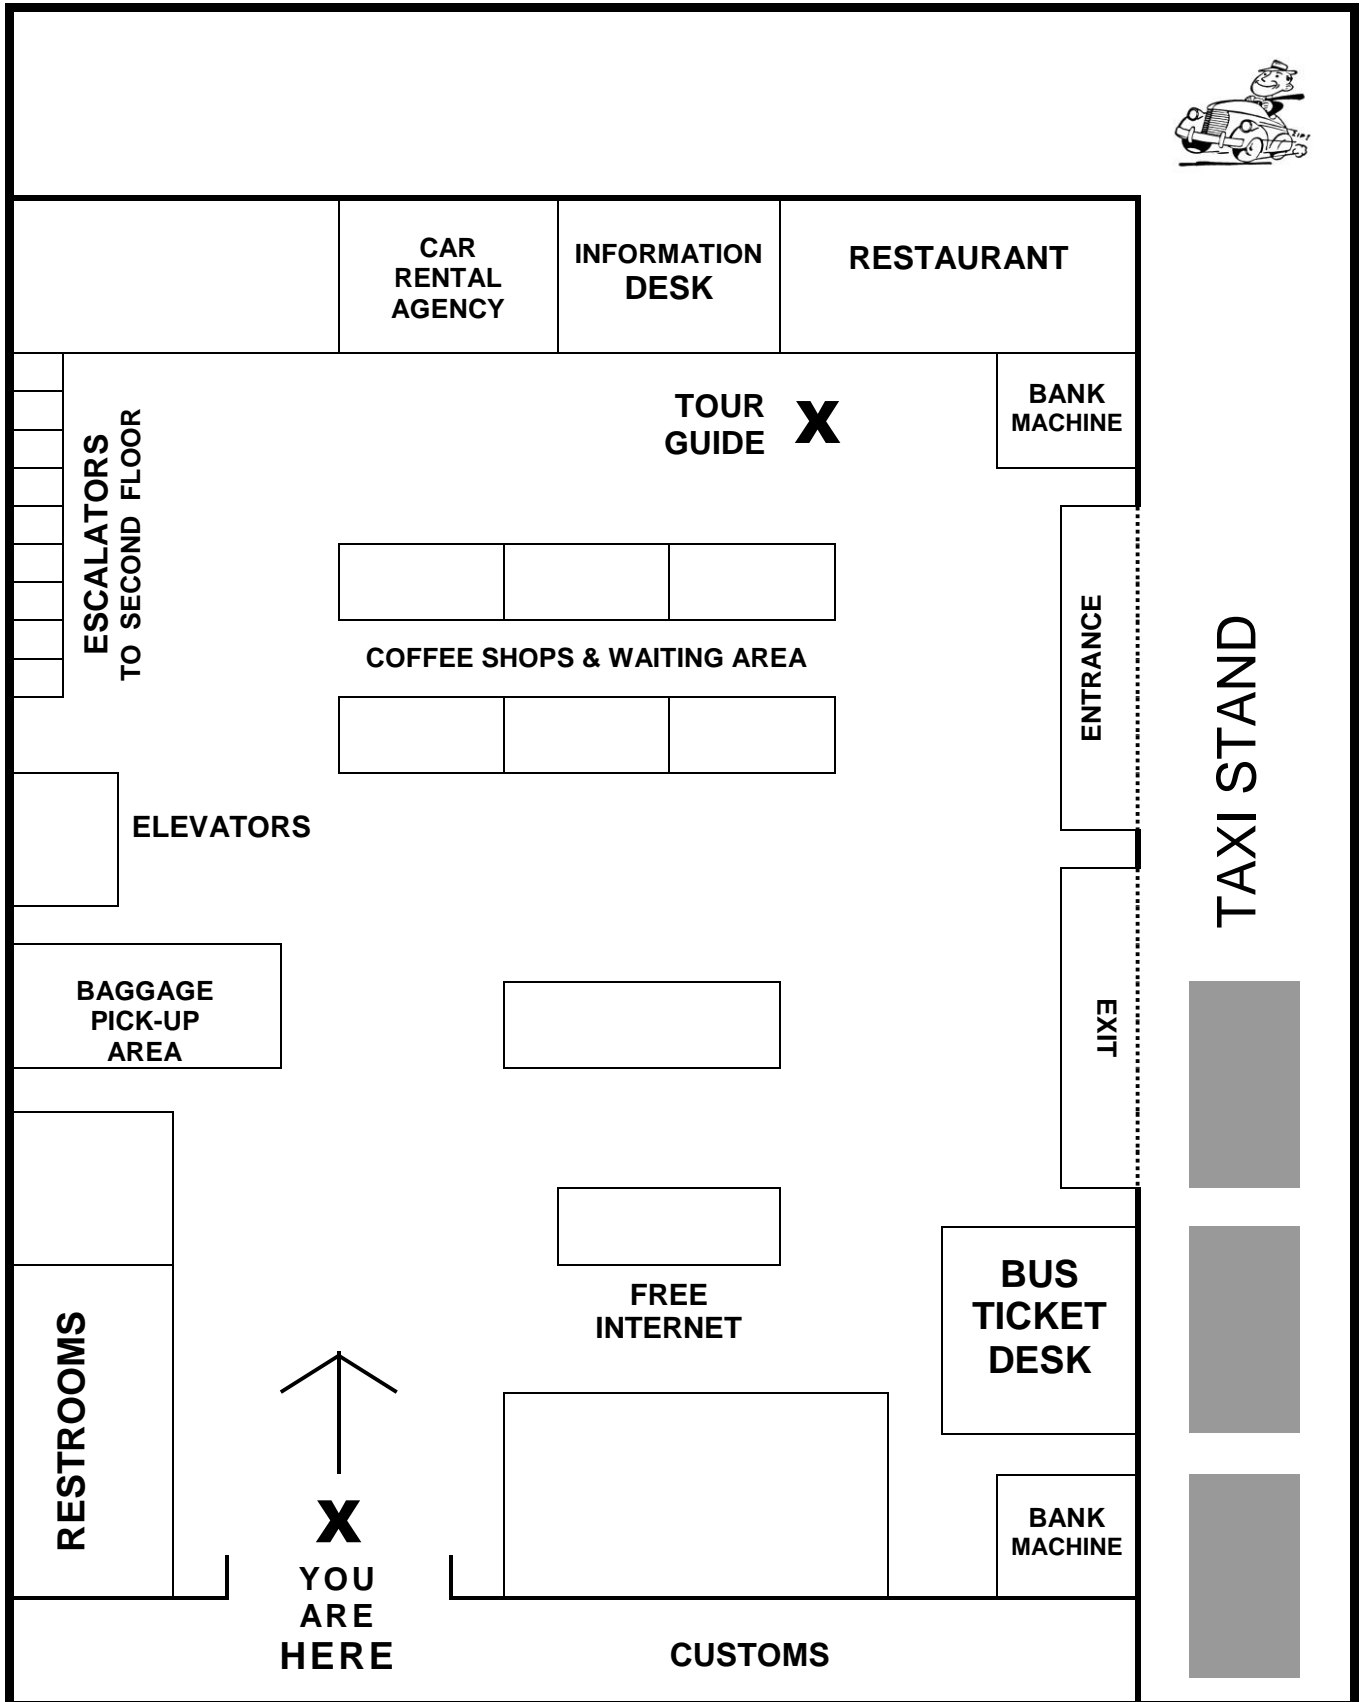 CAR
RENTAL
AGENCY
INFORMATION
DESK
RESTAURANT
TOUR
GUIDE
X
BANK
MACHINE
ESCALATORS
TO SECOND FLOOR
COFFEE SHOPS & WAITING AREA
ENTRANCE
TAXI STAND
ELEVATORS
BAGGAGE
PICK-UP
AREA
EXIT
FREE
INTERNET
BUS
TICKET
DESK
RESTROOMS
X
YOU
ARE
HERE
BANK
MACHINE
CUSTOMS